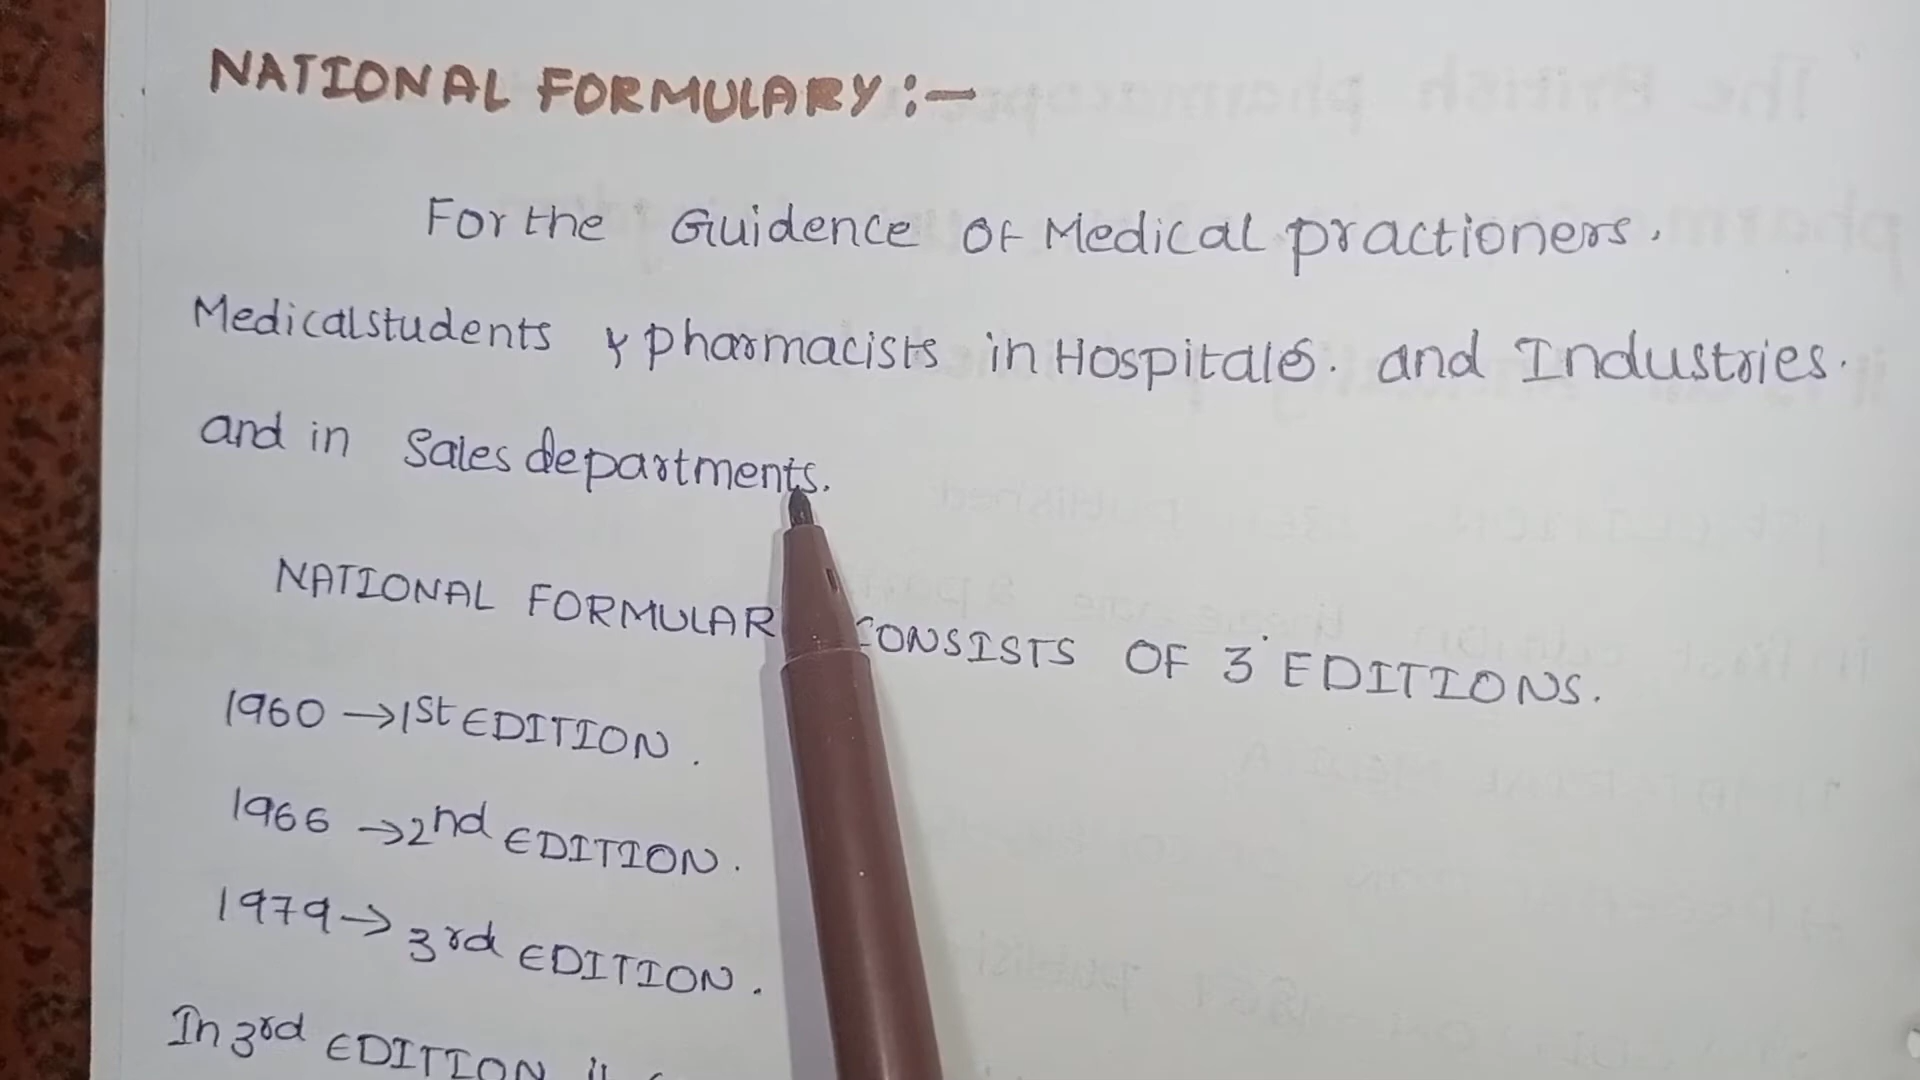 NATIONAL FORMULARY:-
For the Guidence OF Medical practioners.
Medicalstudents & pharmacists in Hospitals. and Industries.
and in Sales departments.
NATIONAL FORMULAR CONSISTS OF 3 EDITIONS.
1960 →1st EDITION.
1966 →2nd EDITION.
1979→ 3rd EDITION.
In 3rd EDITION